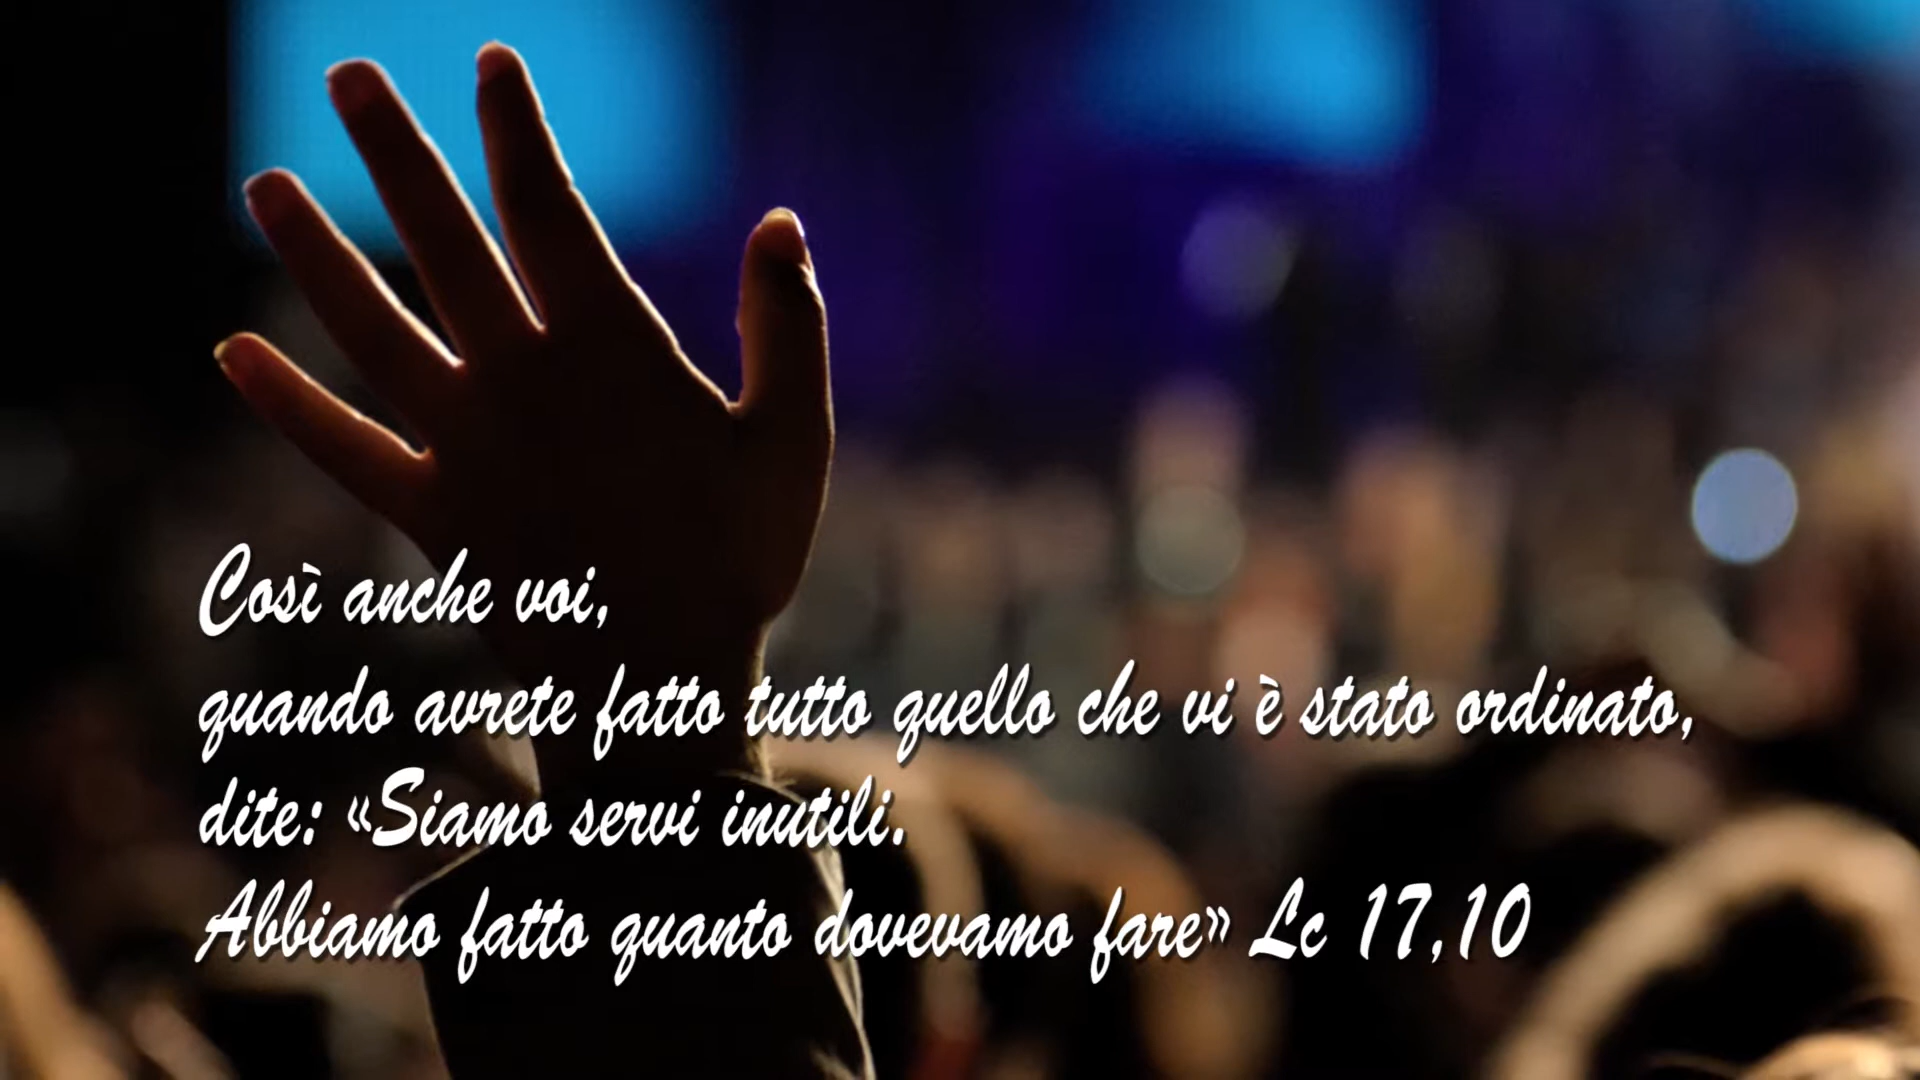 Così anche voi,
quando avrete fatto tutto quello che vi è stato ordinato,
dite: «Siamo servi inutili.
Abbiamo fatto quanto dovevamo fare» Lc 17,10